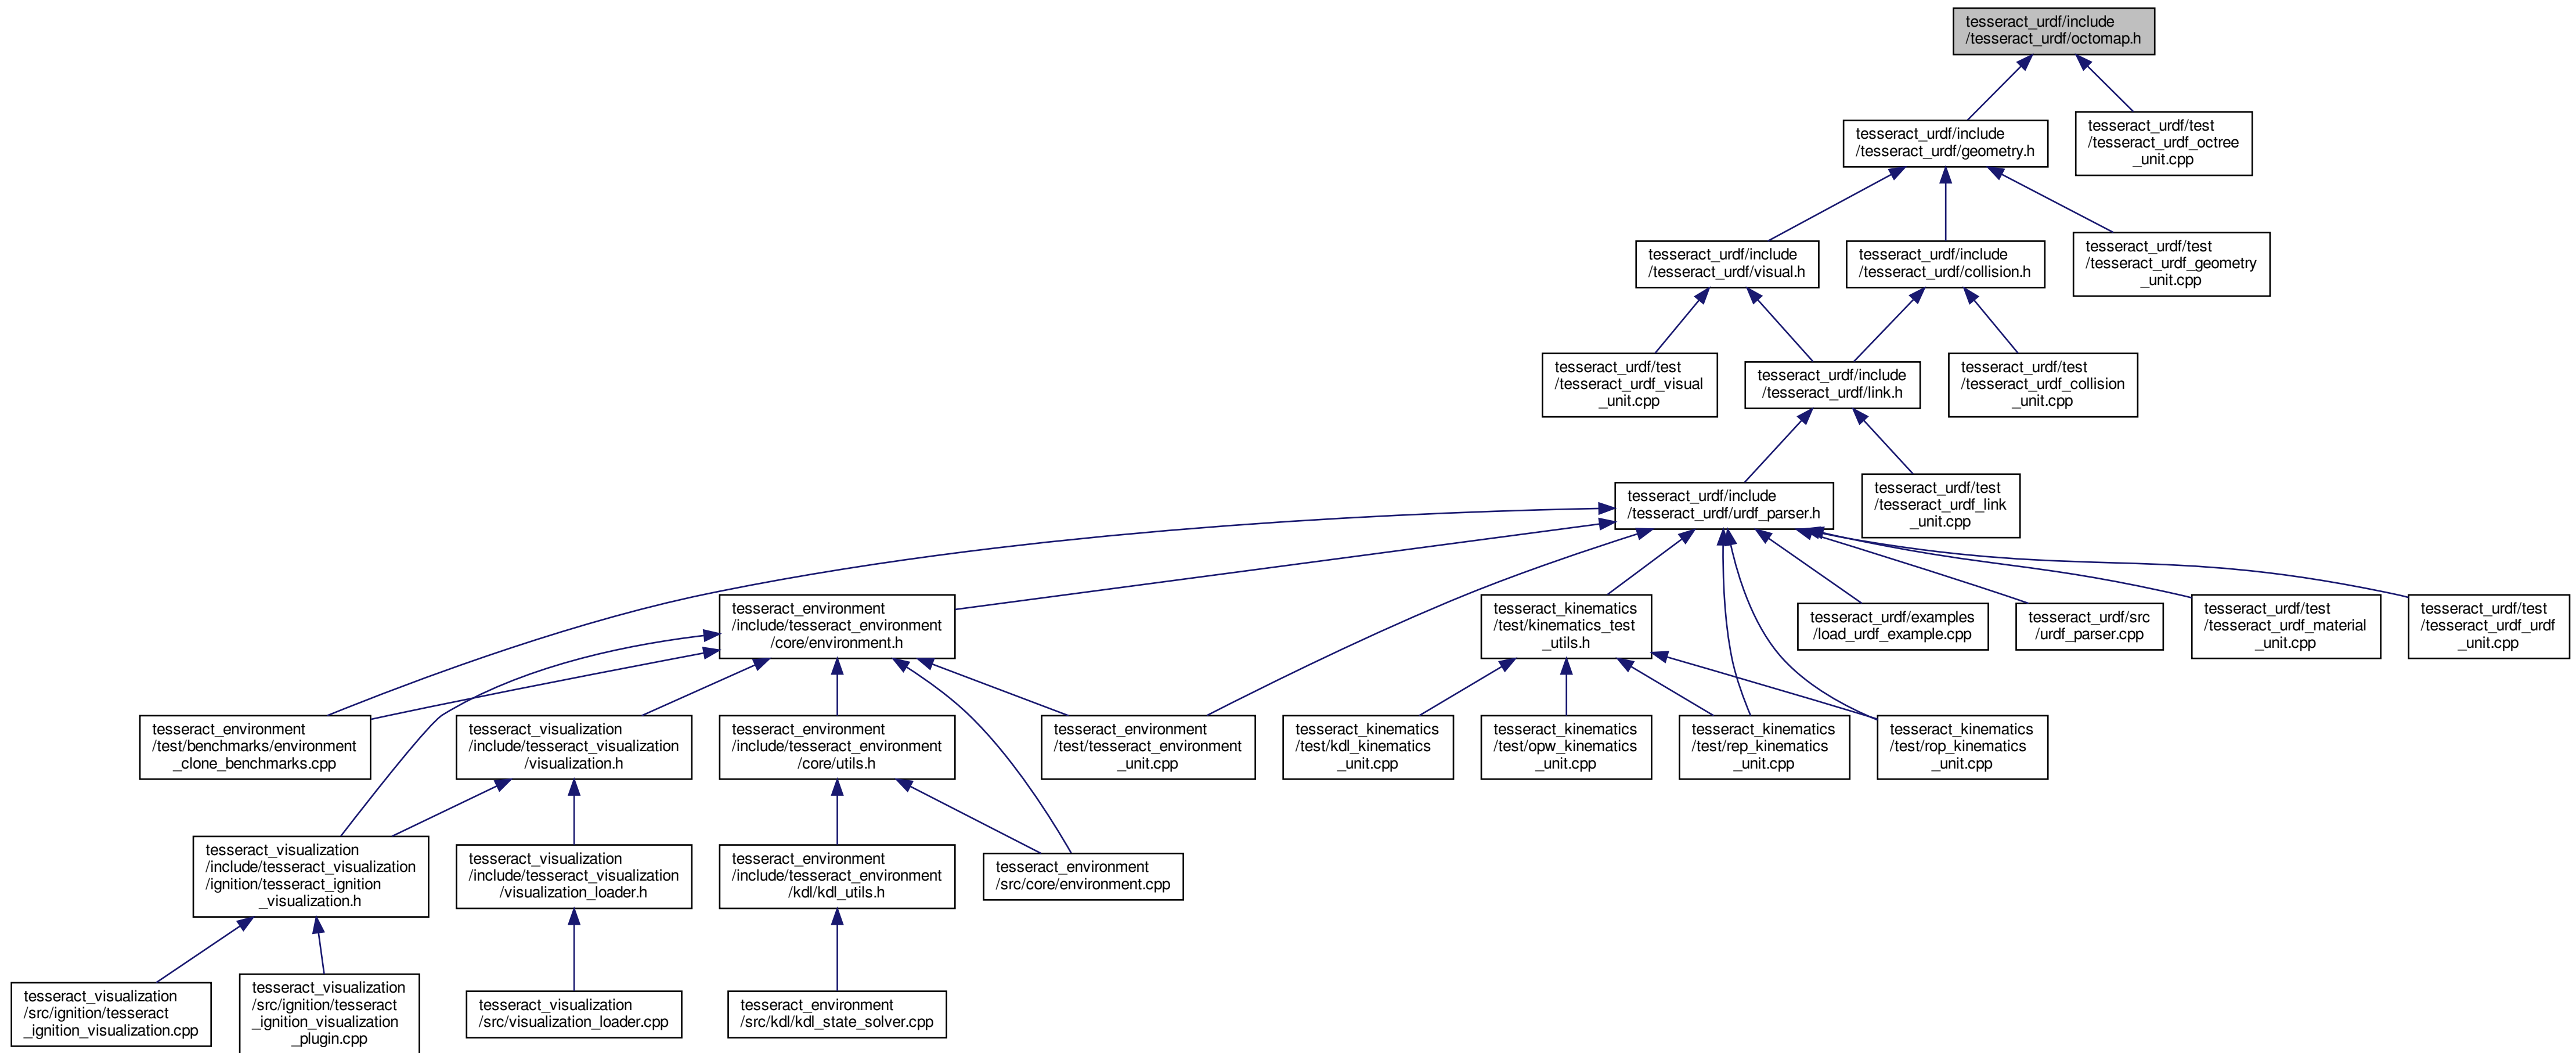 tesseract_urdf/include
/tesseract_urdf/octomap.h
tesseract_urdf/include
/tesseract_urdf/geometry.h
tesseract_urdf/test
/tesseract_urdf_octree
_unit.cpp
tesseract_urdf/include
/tesseract_urdf/visual.h
tesseract_urdf/include
/tesseract_urdf/collision.h
tesseract_urdf/test
/tesseract_urdf_geometry
_unit.cpp
tesseract_urdf/test
/tesseract_urdf_visual
_unit.cpp
tesseract_urdf/include
/tesseract_urdf/link.h
tesseract_urdf/test
/tesseract_urdf_collision
_unit.cpp
tesseract_urdf/include
/tesseract_urdf/urdf_parser.h
tesseract_urdf/test
/tesseract_urdf_link
_unit.cpp
tesseract_environment
/include/tesseract_environment
/core/environment.h
tesseract_kinematics
/test/kinematics_test
_utils.h
tesseract_urdf/examples
/load_urdf_example.cpp
tesseract_urdf/src
/urdf_parser.cpp
tesseract_urdf/test
/tesseract_urdf_material
_unit.cpp
tesseract_urdf/test
/tesseract_urdf_urdf
_unit.cpp
tesseract_environment
/test/benchmarks/environment
_clone_benchmarks.cpp
tesseract_visualization
/include/tesseract_visualization
/visualization.h
tesseract_environment
/include/tesseract_environment
/core/utils.h
tesseract_environment
/test/tesseract_environment
_unit.cpp
tesseract_kinematics
/test/kdl_kinematics
_unit.cpp
tesseract_kinematics
/test/opw_kinematics
_unit.cpp
tesseract_kinematics
/test/rep_kinematics
_unit.cpp
tesseract_kinematics
/test/rop_kinematics
_unit.cpp
tesseract_visualization
/include/tesseract_visualization
/ignition/tesseract_ignition
_visualization.h
tesseract_visualization
/include/tesseract_visualization
/visualization_loader.h
tesseract_environment
/include/tesseract_environment
/kdl/kdl_utils.h
tesseract_environment
/src/core/environment.cpp
tesseract_visualization
/src/ignition/tesseract
_ignition_visualization.cpp
tesseract_visualization
/src/ignition/tesseract
_ignition_visualization
_plugin.cpp
tesseract_visualization
/src/visualization_loader.cpp
tesseract_environment
/src/kdl/kdl_state_solver.cpp